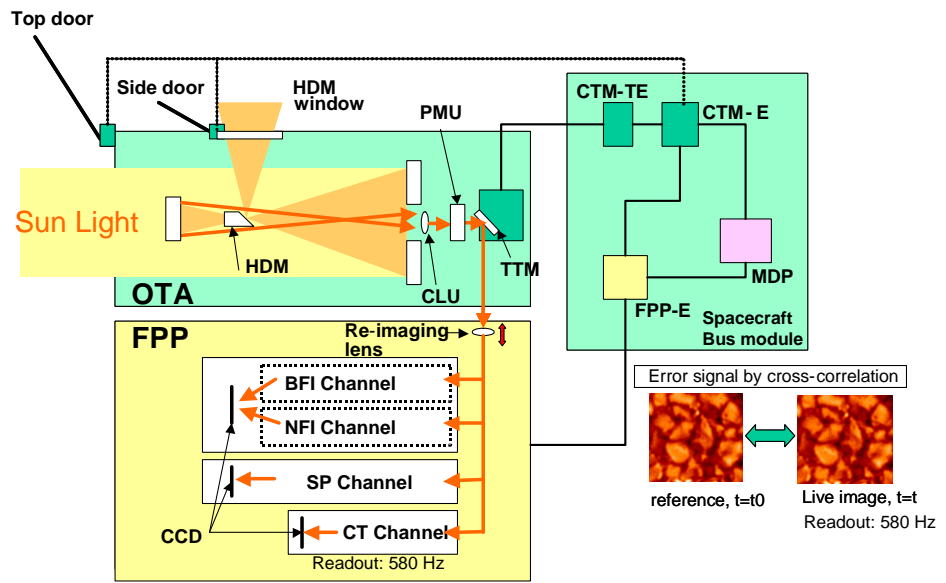 Top door
Side door
HDM
window
PMU
CTM-TE
CTM- E
Sun Light
HDM
CLU
TTM
OTA
MDP
FPP-E
Spacecraft
Bus module
FPP
Re-imaging
lens
BFI Channel
NFI Channel
SP Channel
CCD
CT Channel
Readout: 580 Hz
Error signal by cross-correlation
reference, t=t0
Live image, t=t
Readout: 580 Hz